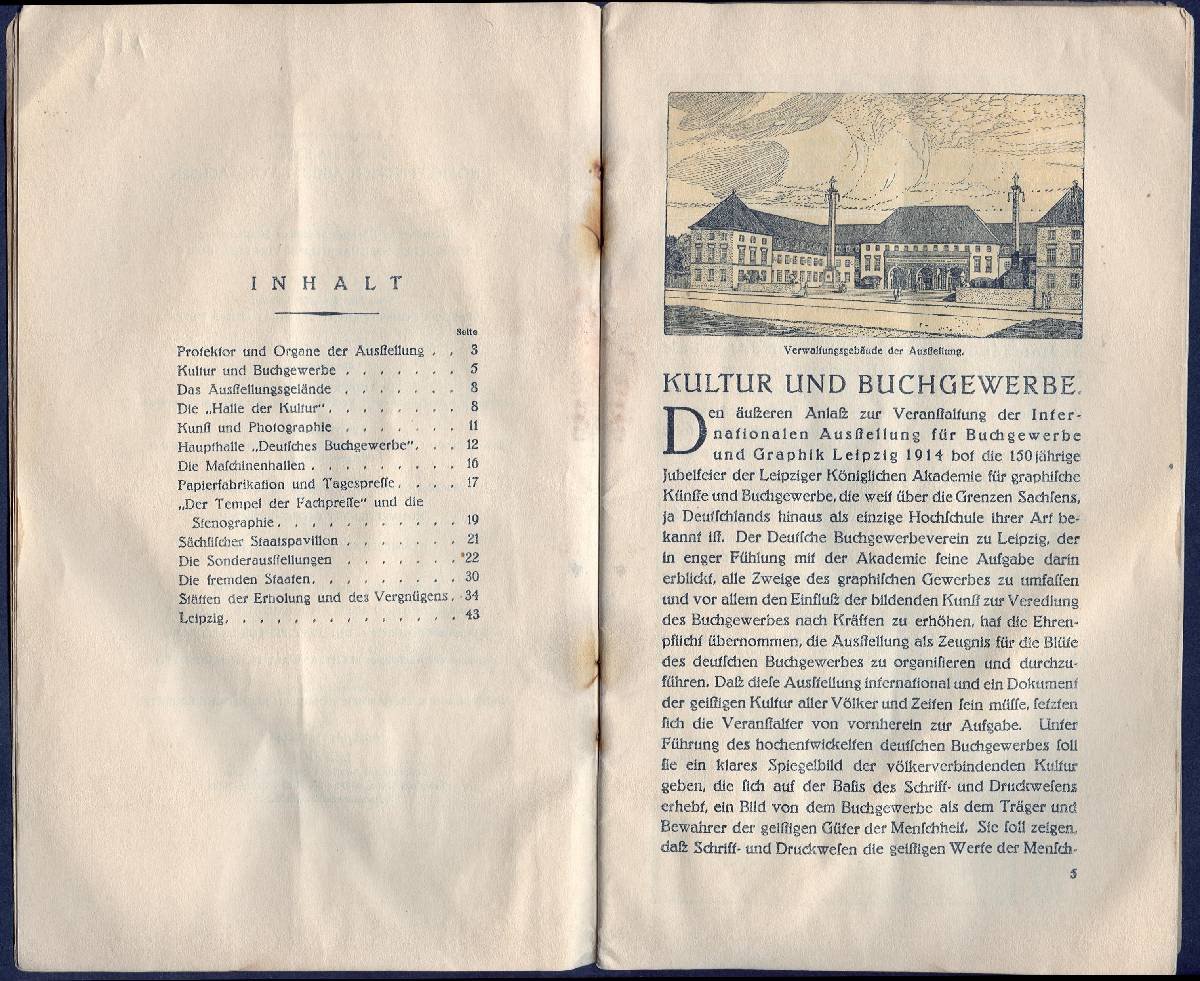 INHALT
Seite
Protektor und Organe der Ausſtellung . . 3
Kultur und Buchgewerbe . . . . . . . 5
Das Ausſtellungsgelände . . . . . . . 8
Die „Halle der Kultur“. . . . . . . . 8
Kunſt und Photographie . . . . . . . 11
Haupthalle „Deutſches Buchgewerbe“. . . 12
Die Maſchinenhallen . . . . . . . . . 16
Papierfabrikation und Tagespreſſe. . . . 17
„Der Tempel der Fachpreſſe“ und die
Stenographie. . . . . . . . . . . 19
Sächſiſcher Staatspavillon . . . . . . . 21
Die Sonderausſtellungen . . . . . . . 22
Die fremden Staaten. . . . . . . . . 30
Stätten der Erholung und des Vergnügens. 34
Leipzig. . . . . . . . . . . . . . 43
Verwaltungsgebäude der Ausſtellung.
KULTUR UND BUCHGEWERBE.
Den äußeren Anlaß zur Veranſtaltung der Inter-
nationalen Ausſtellung für Buchgewerbe
und Graphik Leipzig 1914 bot die 150jährige
Jubelfeier der Leipziger Königlichen Akademie für graphiſche
Künſte und Buchgewerbe, die weit über die Grenzen Sachſens,
ja Deutſchlands hinaus als einzige Hochſchule ihrer Art be-
kannt iſt. Der Deutſche Buchgewerbeverein zu Leipzig, der
in enger Fühlung mit der Akademie ſeine Aufgabe darin
erblickt, alle Zweige des graphiſchen Gewerbes zu umfaſſen
und vor allem den Einfluß der bildenden Kunſt zur Veredlung
des Buchgewerbes nach Kräften zu erhöhen, hat die Ehren-
pflicht übernommen, die Ausſtellung als Zeugnis für die Blüte
des deutſchen Buchgewerbes zu organiſieren und durchzu-
führen. Daß dieſe Ausſtellung international und ein Dokument
der geiſtigen Kultur aller Völker und Zeiten ſein müſſe, ſetzten
ſich die Veranſtalter von vornherein zur Aufgabe. Unter
Führung des hochentwickelten deutſchen Buchgewerbes ſoll
ſie ein klares Spiegelbild der völkerverbindenden Kultur
geben, die ſich auf der Baſis des Schrift- und Druckweſens
erhebt, ein Bild von dem Buchgewerbe als dem Träger und
Bewahrer der geiſtigen Güter der Menſchheit. Sie ſoll zeigen,
daß Schrift- und Druckweſen die geiſtigen Werte der Menſch-
5